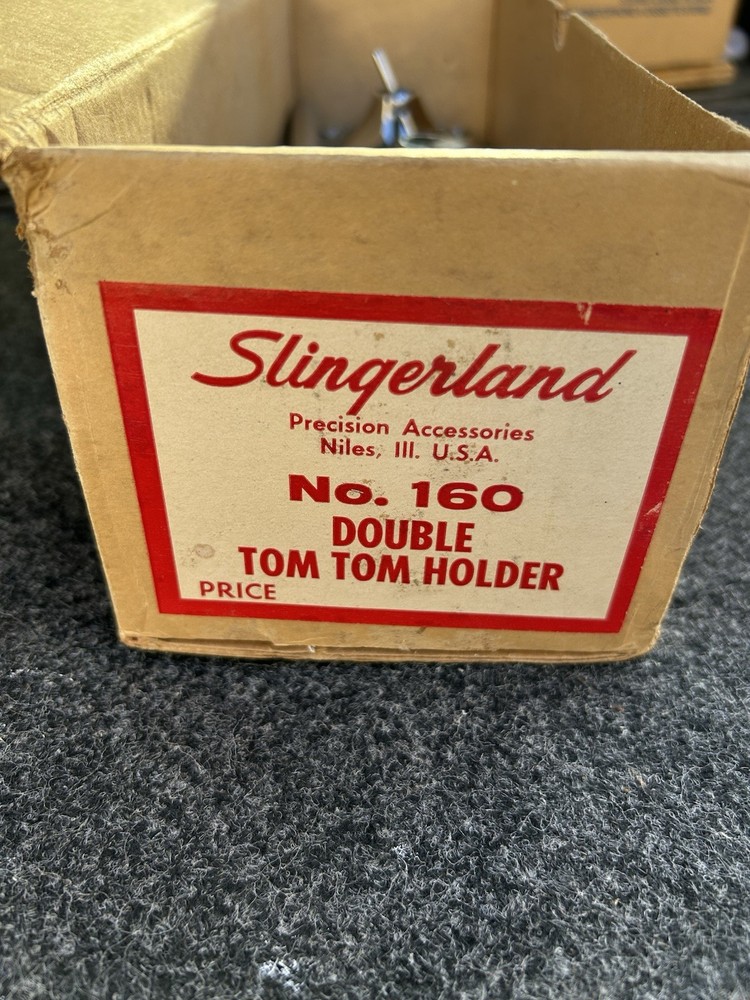 Slingerland
Precision Accessories
Niles, Ill. U.S.A.
No. 160
DOUBLE
TOM TOM HOLDER
PRICE